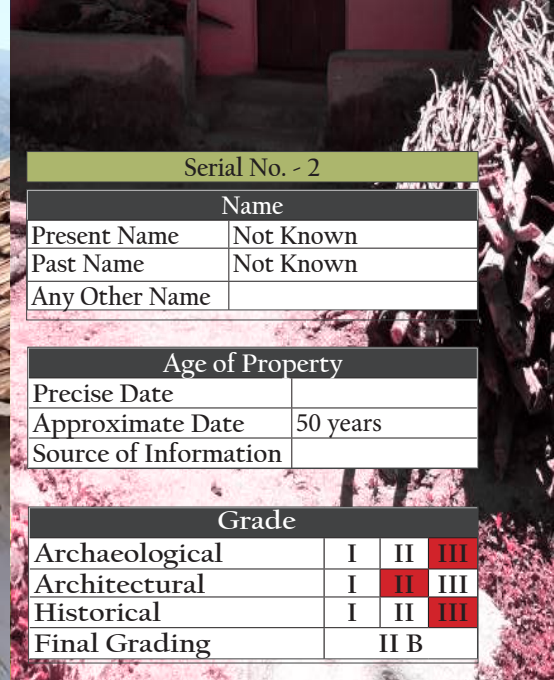 Serial No. - 2
Name
Present Name Not Known
Past Name Not Known
Any Other Name
Age of Property
Precise Date
Approximate Date 50 years
Source of Information
Grade
Archaeological I II III
Architectural I II III
Historical I II III
Final Grading II B